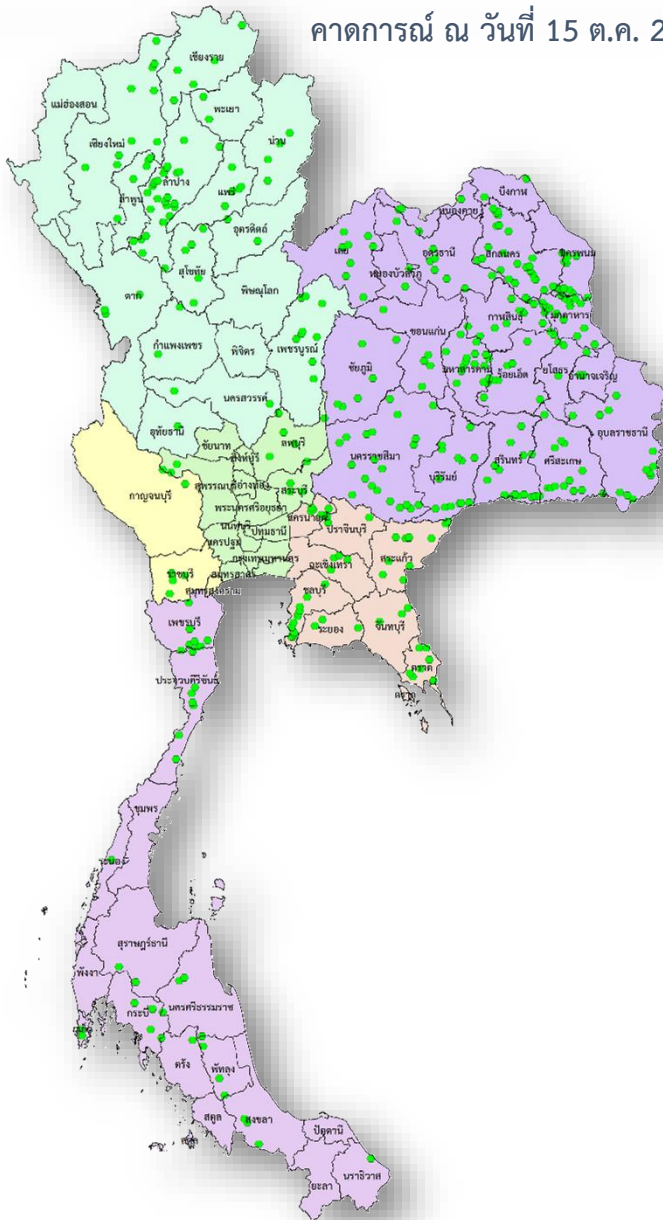 คาดการณ์ ณ วันที่ 15 ต.ค. 2
เชียงราย
แม่ฮ่องสอน
พะเยา
เชียงใหม่
น่าน
ลำปาง
ลำพูน
แพร่
อุตรดิตถ์
สุโขทัย
ตาก
พิษณุโลก
กำแพงเพชร
พิจิตร
เพชรบูรณ์
นครสวรรค์
อุทัยธานี
บึงกาฬ
หนองคาย
เลย
อุดรธานี
สกลนคร
นครพนม
หนองบัวลำภู
ขอนแก่น
กาฬสินธุ์
มุกดาหาร
ชัยภูมิ
มหาสารคาม
ร้อยเอ็ด
ยโสธร
อำนาจเจริญ
นครราชสีมา
บุรีรัมย์
สุรินทร์
ศรีสะเกษ
อุบลราชธานี
ชัยนาท
ลพบุรี
สิงห์บุรี
กาญจนบุรี
สุพรรณบุรี
อ่างทอง
สระบุรี
พระนครศรีอยุธยา
นครนายก
ปราจีนบุรี
นนทบุรี
ปทุมธานี
นครปฐม
สระแก้ว
ฉะเชิงเทรา
ราชบุรี
สมุทรสาคร
สมุทรสงคราม
ชลบุรี
เพชรบุรี
ระยอง
จันทบุรี
ตราด
ตราด
ประจวบคีรีขันธ์
ชุมพร
ระนอง
สุราษฎร์ธานี
พังงา
กระบี่
นครศรีธรรมราช
ตรัง
พัทลุง
สตูล
สงขลา
ปัตตานี
ยะลา
นราธิวาส